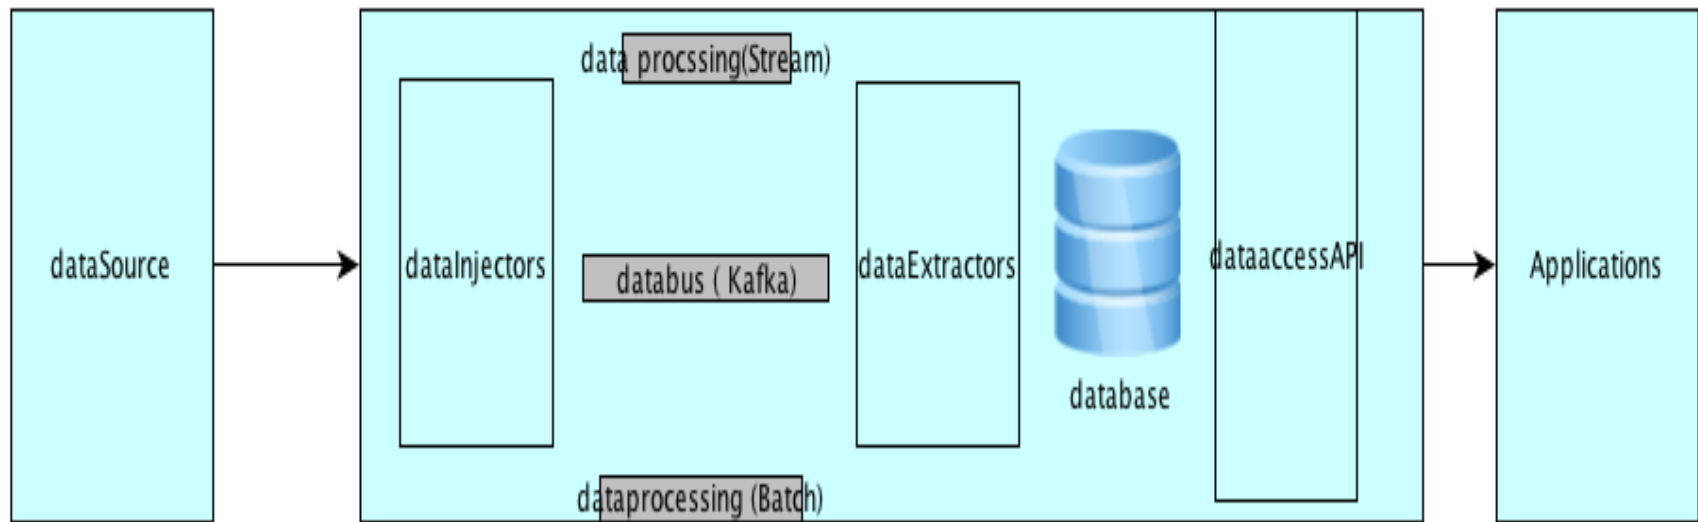 data procssing(Stream)
dataSource
dataInjectors
databus ( Kafka)
dataExtractors
dataaccessAPI
Applications
database
dataprocessing (Batch)